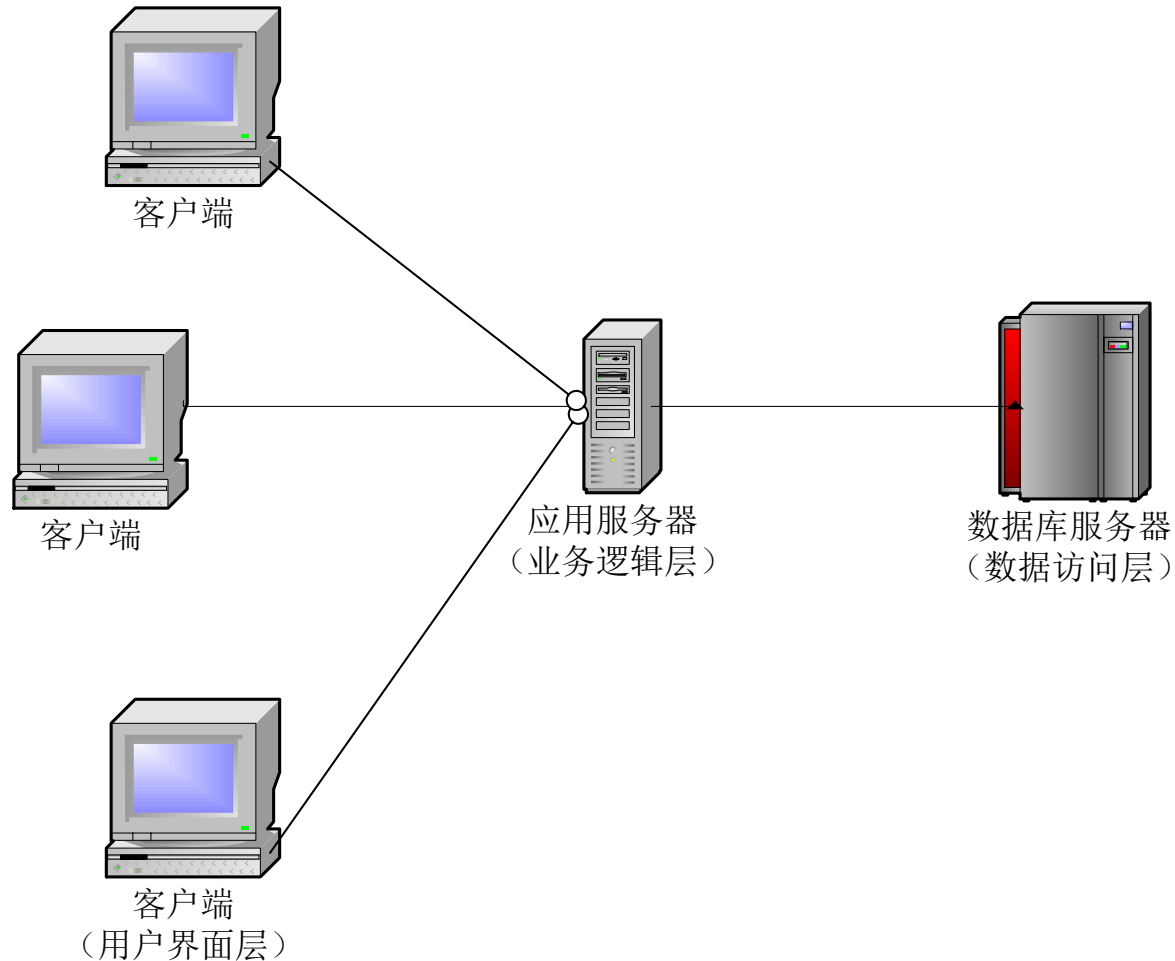 客户端
客户端
应用服务器
（业务逻辑层）
数据库服务器
（数据访问层）
客户端
（用户界面层）